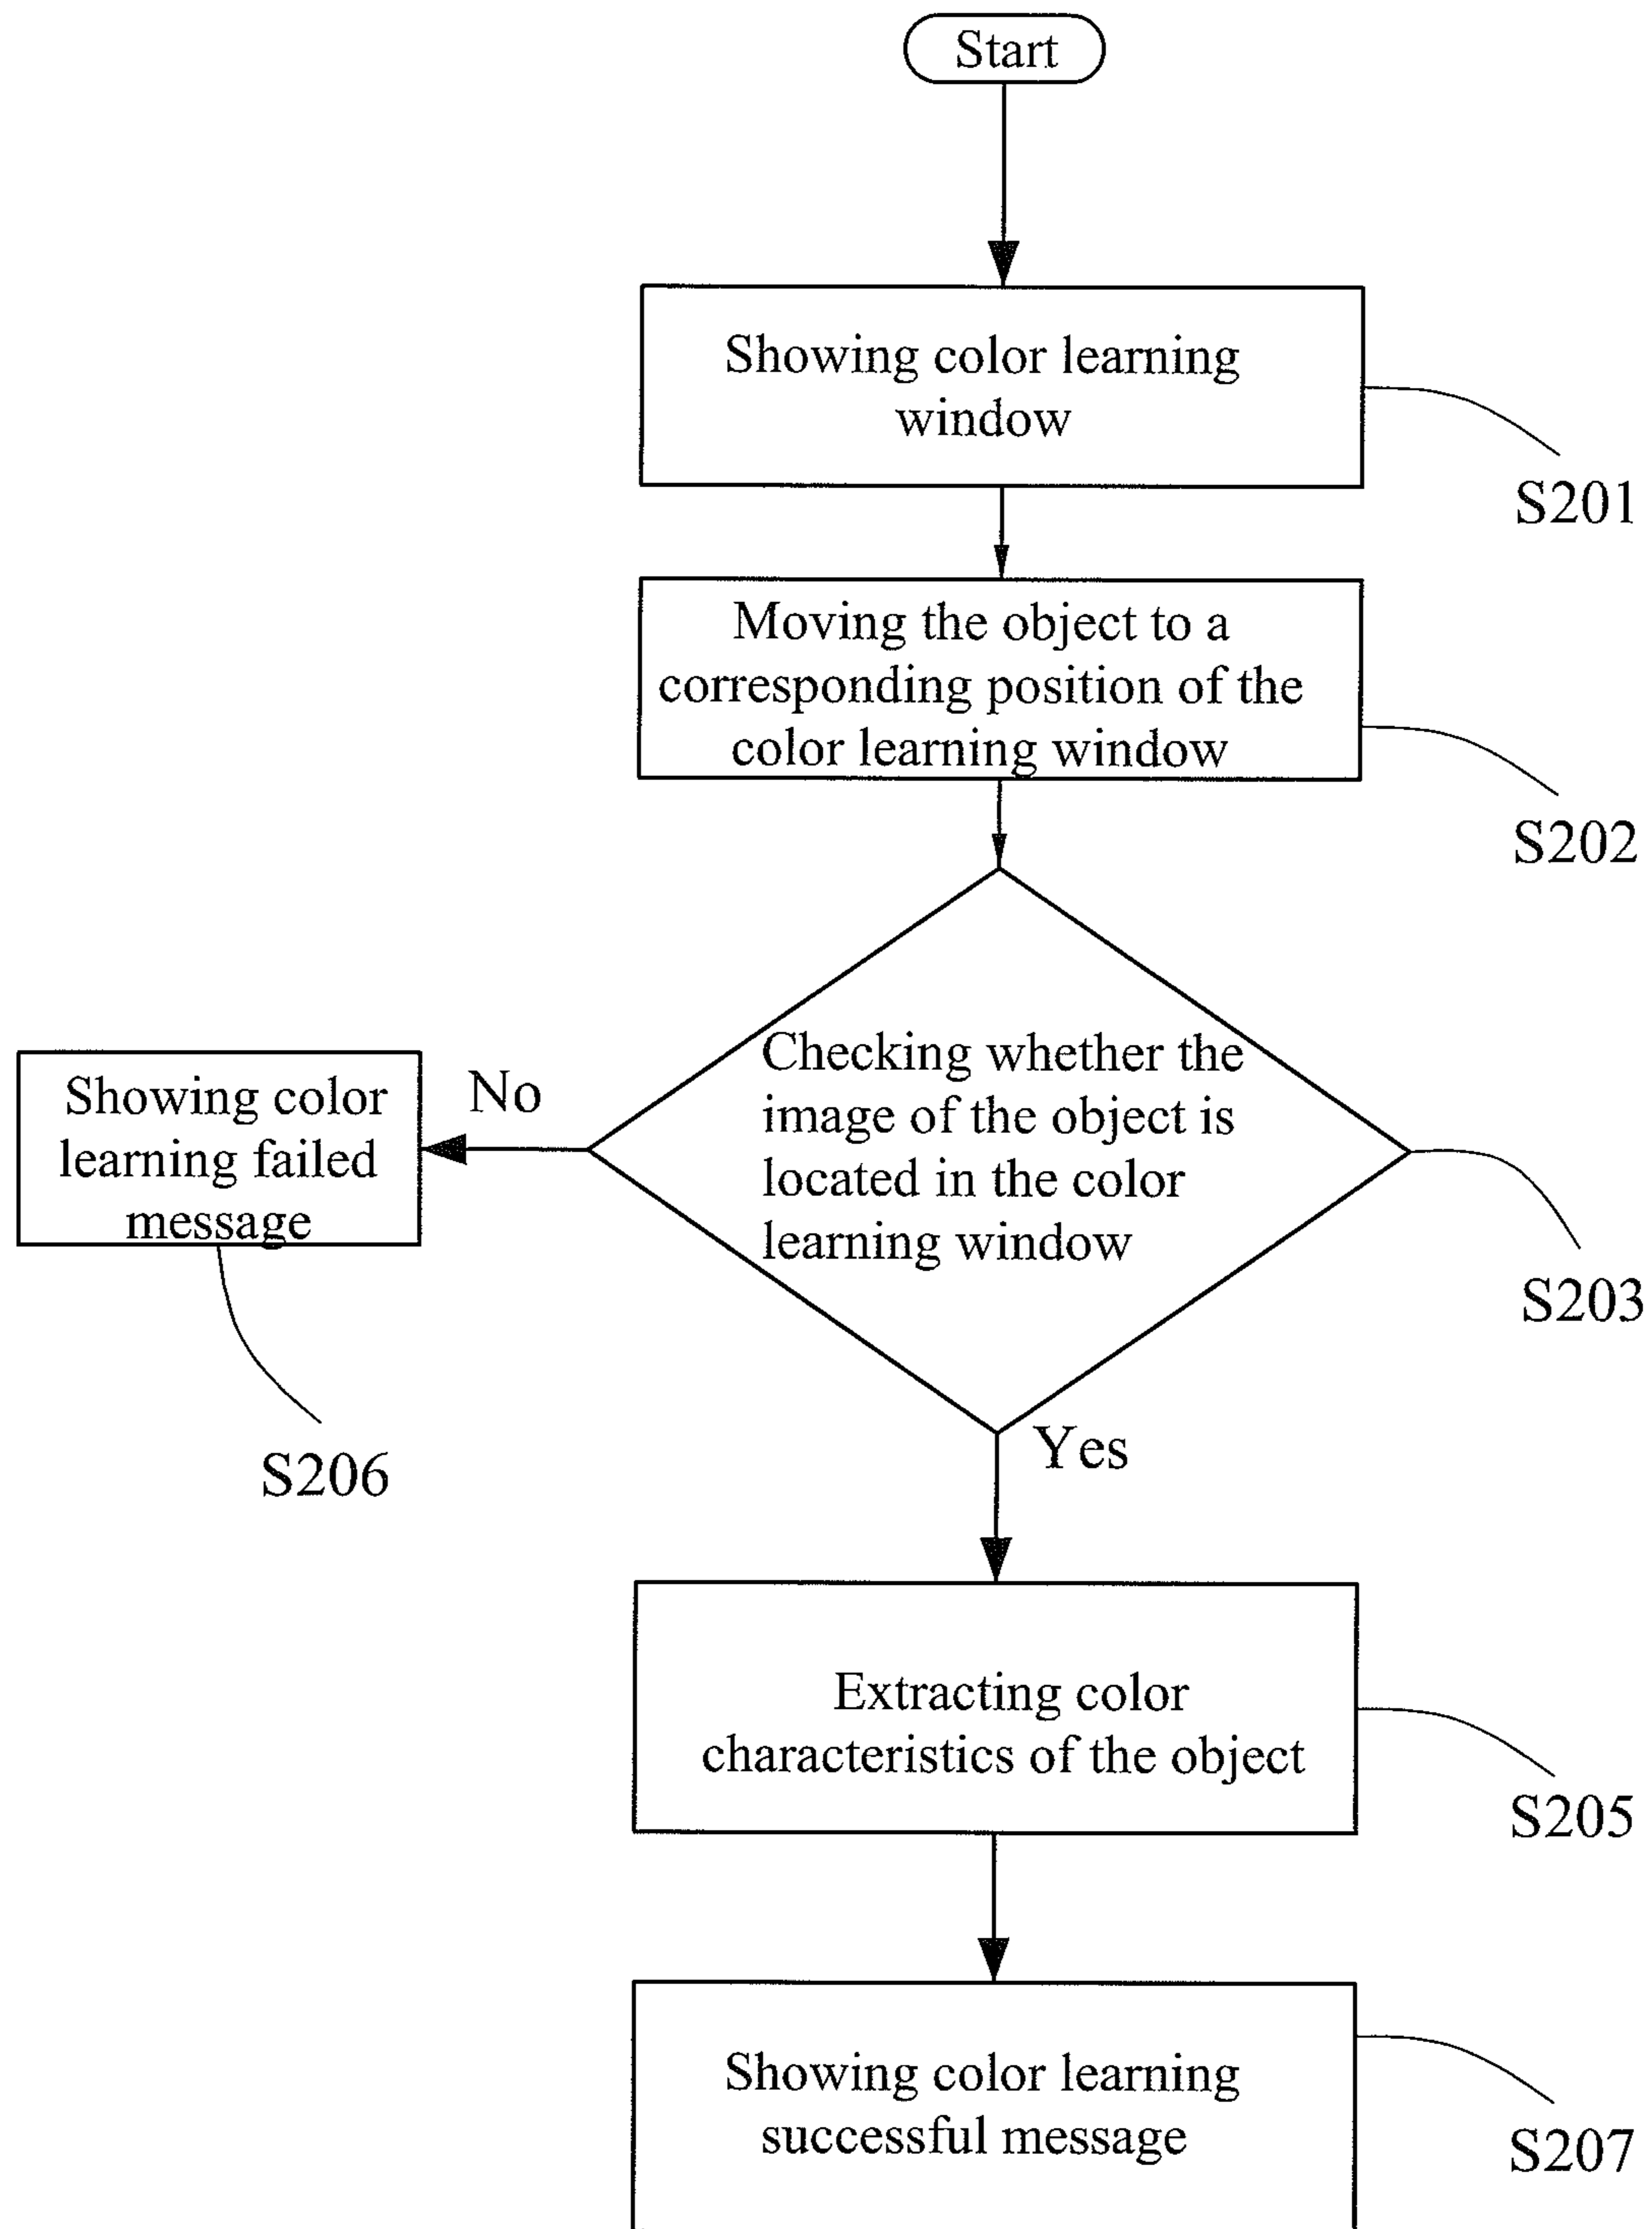 Start
Showing color learning
window
S201
Moving the object to a
corresponding position of the
color learning window
S202
Checking whether the
image of the object is
located in the color
learning window
S203
No
Showing color
learning failed
message
S206
Yes
Extracting color
characteristics of the object
S205
Showing color learning
successful message
S207